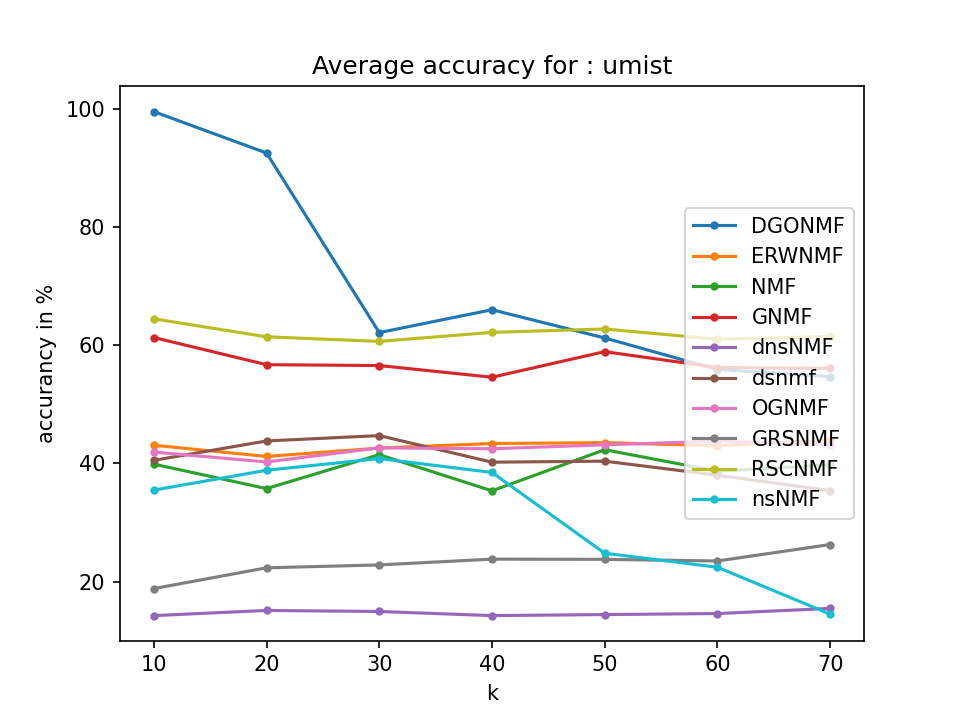 Average accuracy for : umist
accurancy in %
100
80
60
40
20
DGONMF
ERWNMF
NMF
GNMF
dnsNMF
dsnmf
OGNMF
GRSNMF
RSCNMF
nsNMF
10 20 30 40 50 60 70
k